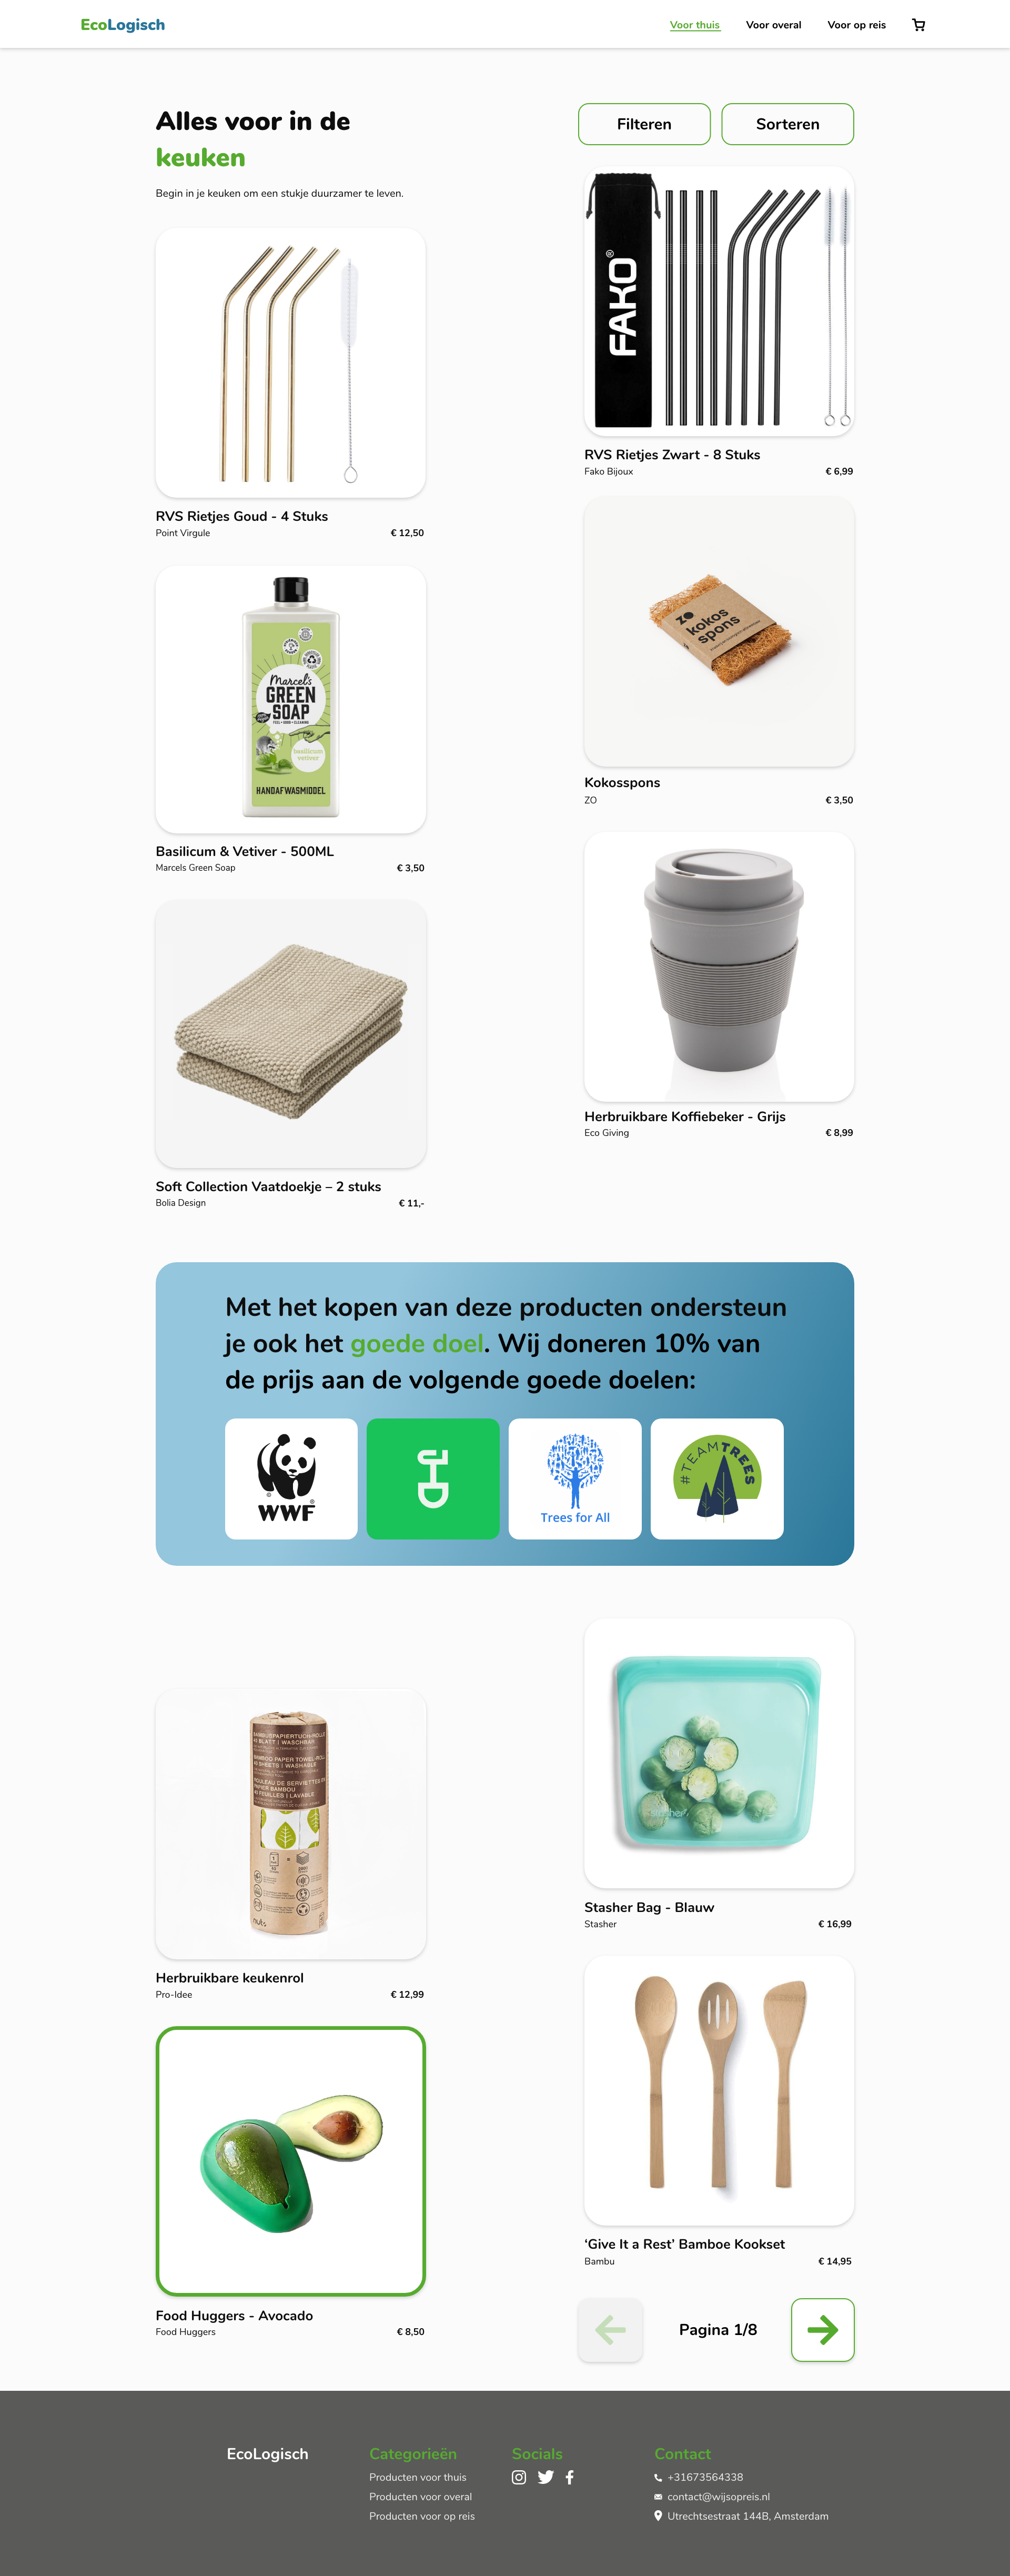 EcoLogisch
Voor thuis
Voor overal
Voor op reis
Alles voor in de
keuken
Begin in je keuken om een stukje duurzamer te leven.
Filteren
Sorteren
RVS Rietjes Goud - 4 Stuks
Point Virgule
€ 12,50
FAKO®
RVS Rietjes Zwart - 8 Stuks
Fako Bijoux
€ 6,99
Marcel's
GREEN
SOAP
basilicum
vetiver
HANDAFWASMIDDEL
Basilicum & Vetiver - 500ML
Marcels Green Soap
€ 3,50
zo
kokos
spons
Kokosspons
ZO
€ 3,50
Soft Collection Vaatdoekje – 2 stuks
Bolia Design
€ 11,-
Herbruikbare Koffiebeker - Grijs
Eco Giving
€ 8,99
Met het kopen van deze producten ondersteun
je ook het goede doel. Wij doneren 10% van
de prijs aan de volgende goede doelen:
WWF
Trees for All
#TEAMTREES
BAMBOO PAPER TOWEL-ROLL
Herbruikbare keukenrol
Pro-Idee
€ 12,99
stasher
Stasher Bag - Blauw
Stasher
€ 16,99
Food Huggers - Avocado
Food Huggers
€ 8,50
‘Give It a Rest’ Bamboe Kookset
Bambu
€ 14,95
Pagina 1/8
EcoLogisch
Categorieën
Producten voor thuis
Producten voor overal
Producten voor op reis
Socials
Contact
+31673564338
contact@wijsopreis.nl
Utrechtsestraat 144B, Amsterdam